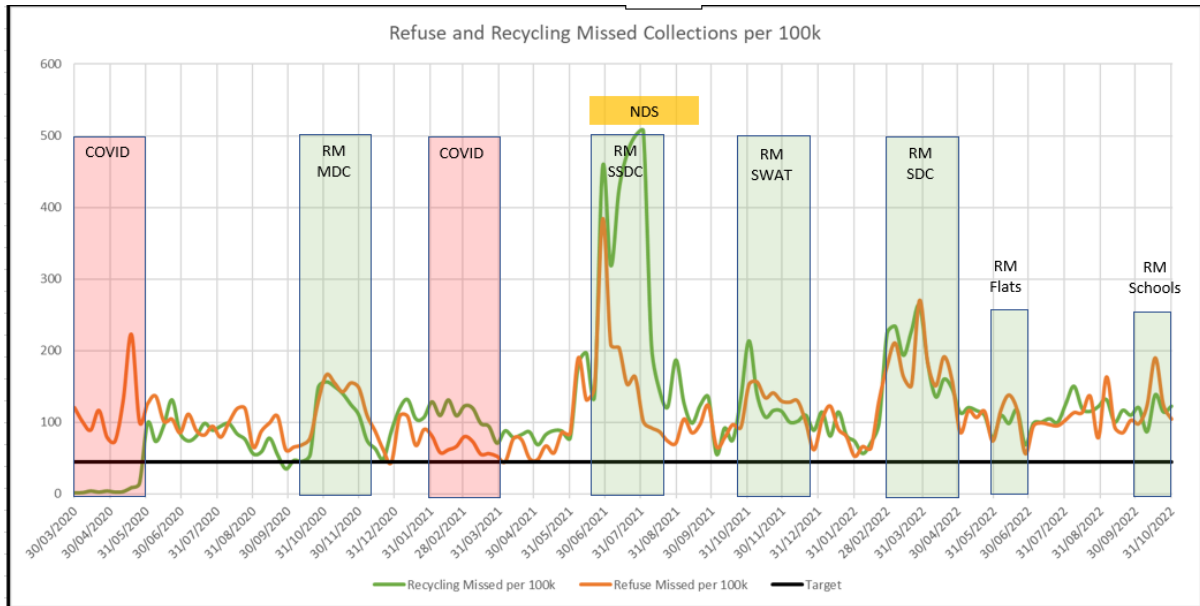 Refuse and Recycling Missed Collections per 100k
600
500
400
300
200
100
0
COVID
RM
MDC
COVID
NDS
RM
SSDC
RM
SWAT
RM
SDC
RM
Flats
RM
Schools
30/03/2020
30/04/2020
31/05/2020
30/06/2020
31/07/2020
31/08/2020
30/09/2020
31/10/2020
30/11/2020
31/12/2020
31/01/2021
28/02/2021
31/03/2021
30/04/2021
31/05/2021
30/06/2021
31/07/2021
31/08/2021
30/09/2021
31/10/2021
30/11/2021
31/12/2021
31/01/2022
28/02/2022
31/03/2022
30/04/2022
31/05/2022
30/06/2022
31/07/2022
31/08/2022
30/09/2022
31/10/2022
Recycling Missed per 100k
Refuse Missed per 100k
Target